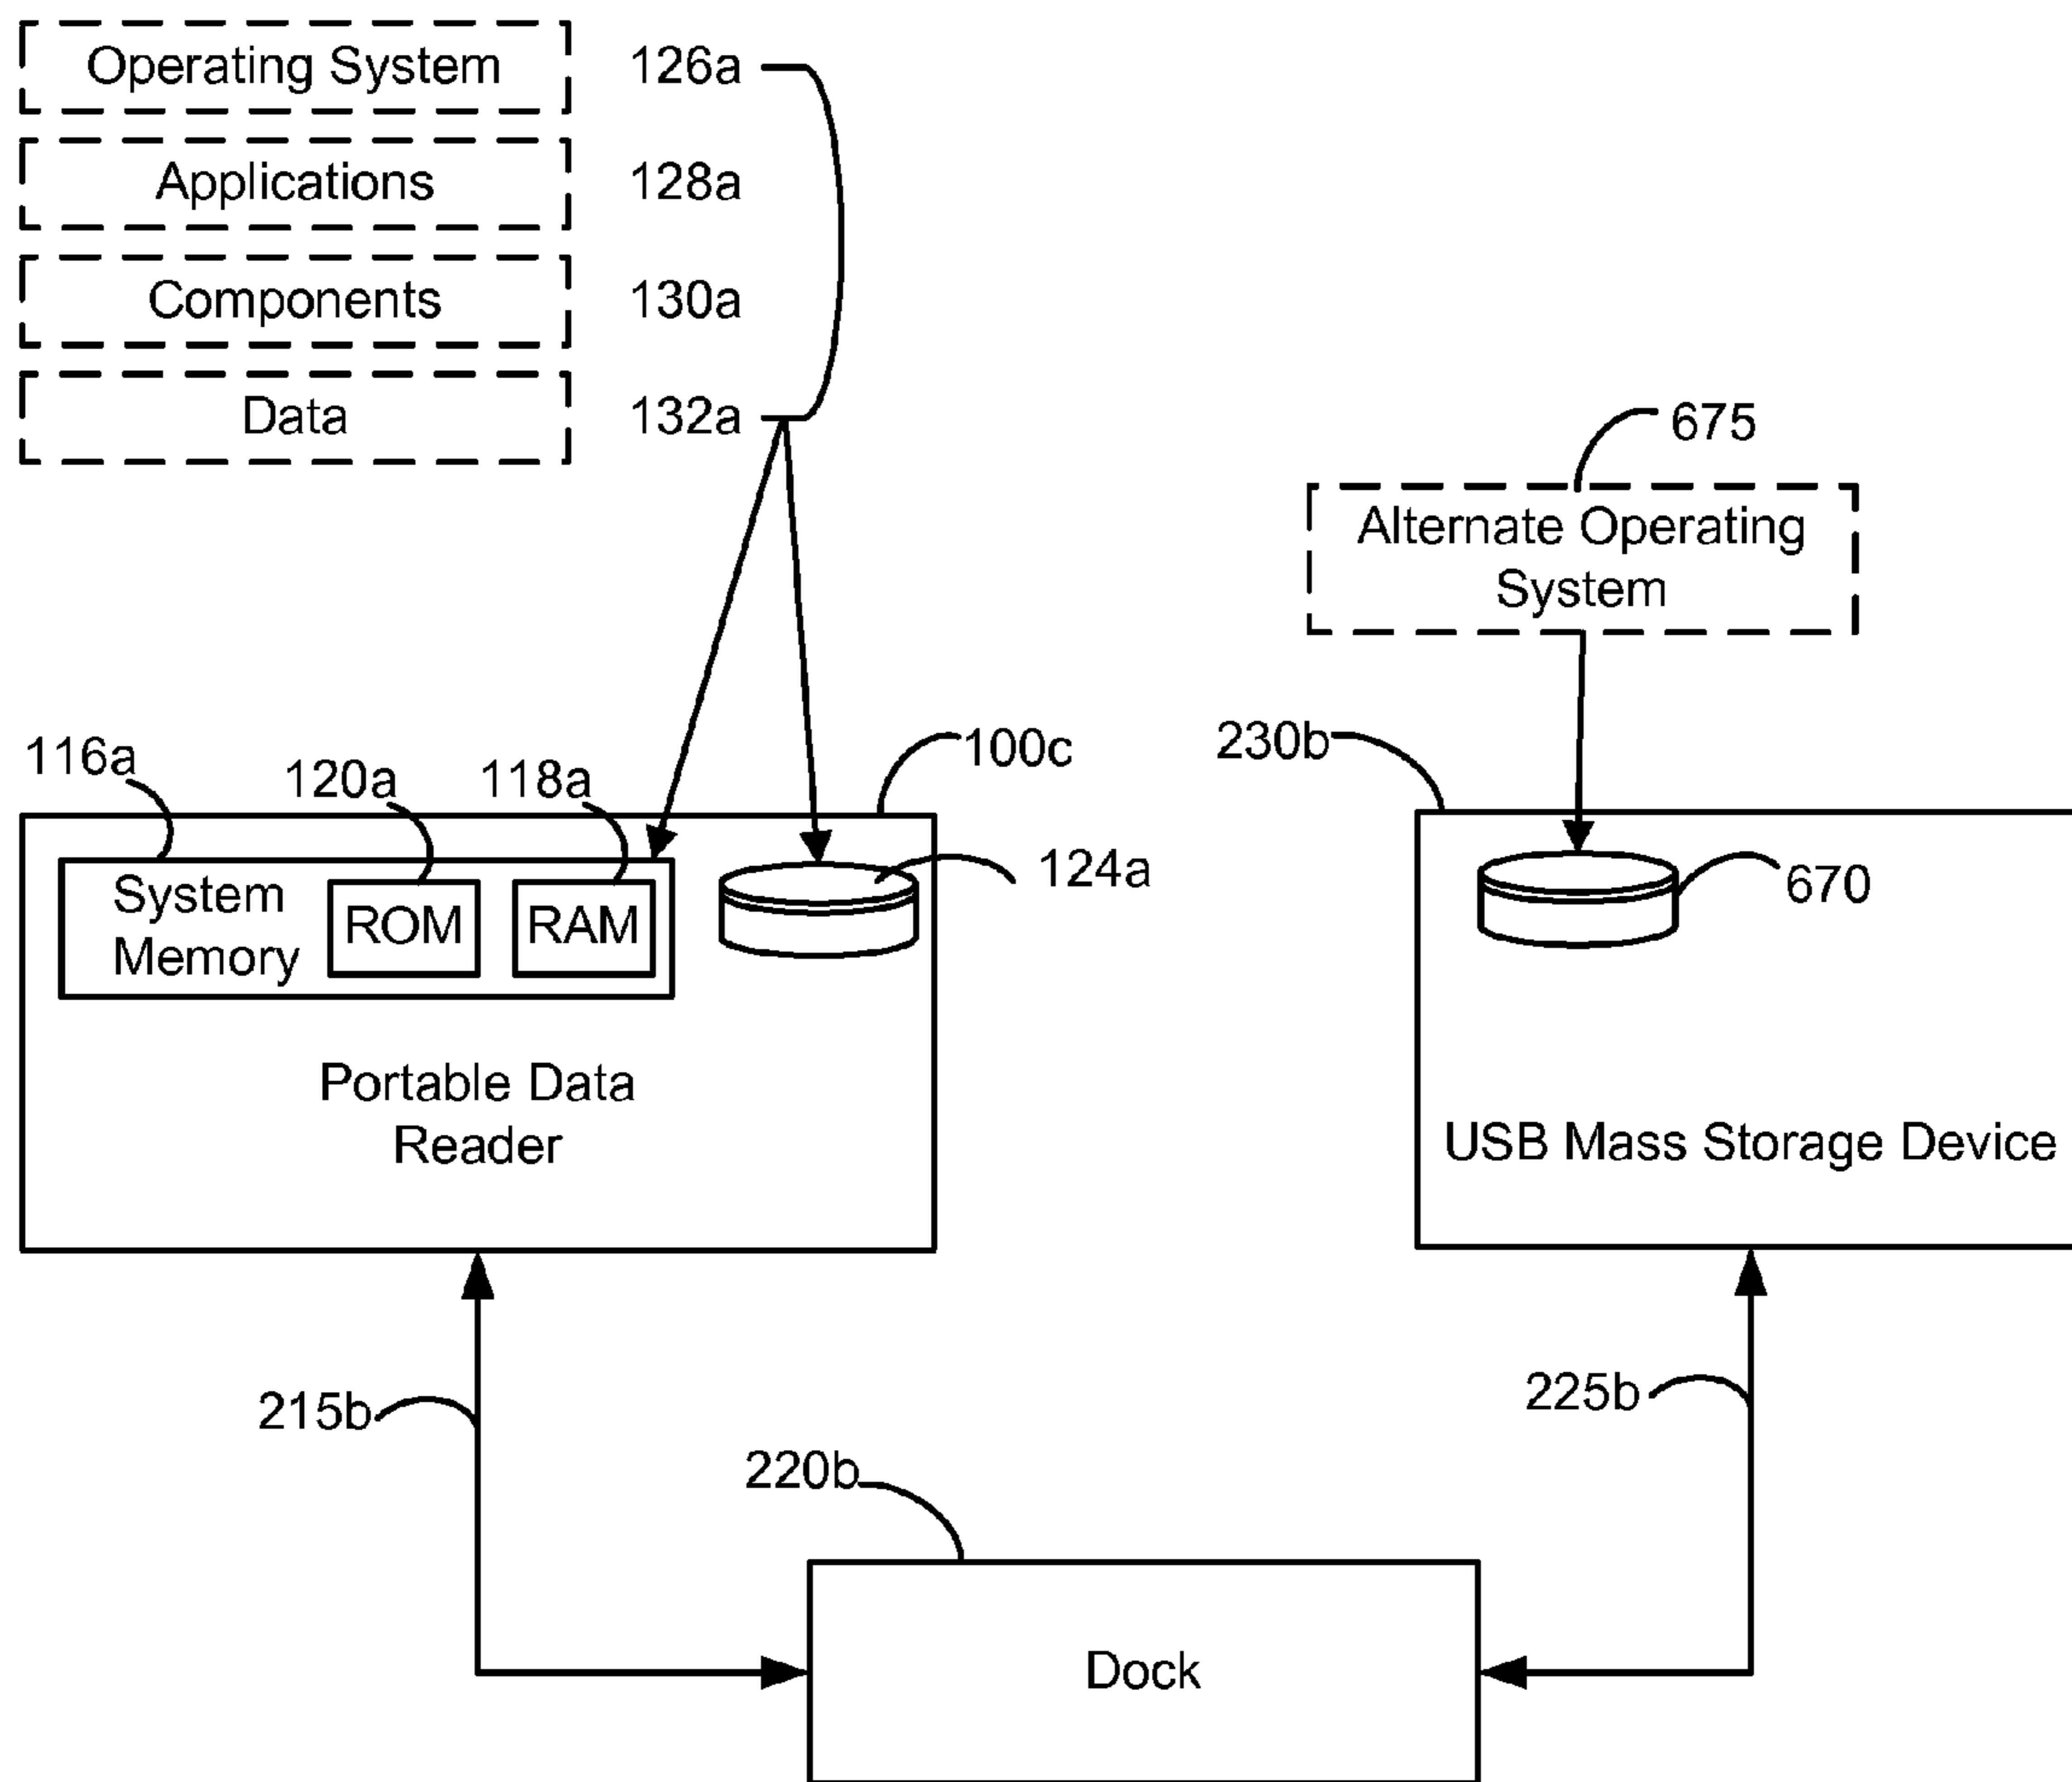 Operating System 126a
Applications 128a
Components 130a
Data 132a
675
Alternate Operating
System
116a
120a
118a
100c
230b
System
Memory
ROM
RAM
124a
670
Portable Data
Reader
USB Mass Storage Device
215b
225b
220b
Dock